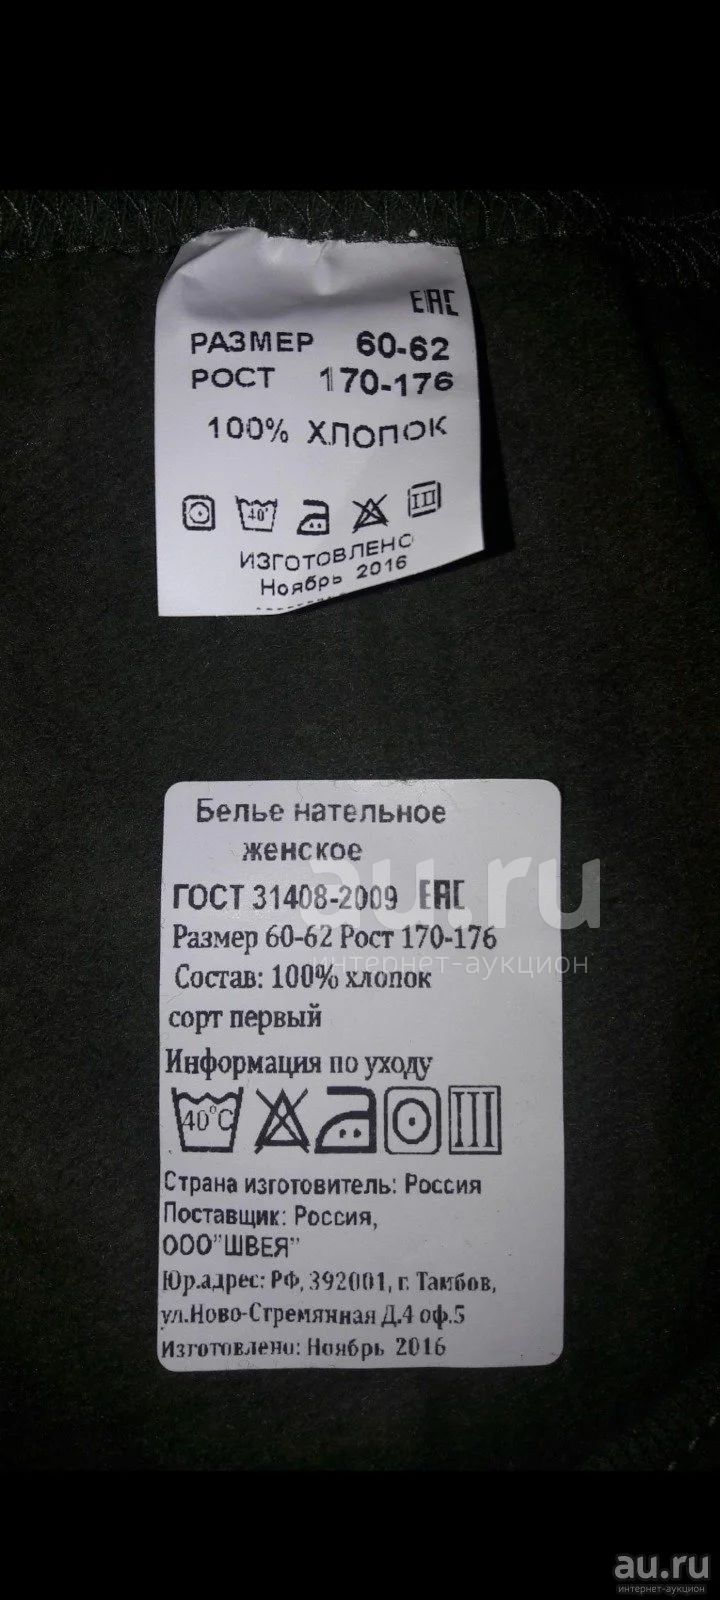 ЕАС
РАЗМЕР 60-62
РОСТ 170-176
100% ХЛОПОК
40°
ИЗГОТОВЛЕНО
Ноябрь 2016
Белье нательное
женское
ГОСТ 31408-2009 ЕАС
Размер 60-62 Рост 170-176
Состав: 100% хлопок
сорт первый
Информация по уходу
40°C
Страна изготовитель: Россия
Поставщик: Россия,
ООО"ШВЕЯ"
Юр.адрес: РФ, 392001, г. Тамбов,
ул.Ново-Стремянная Д.4 оф.5
Изготовлено: Ноябрь 2016
au.ru
интернет-аукцион
au.ru
интернет-аукцион